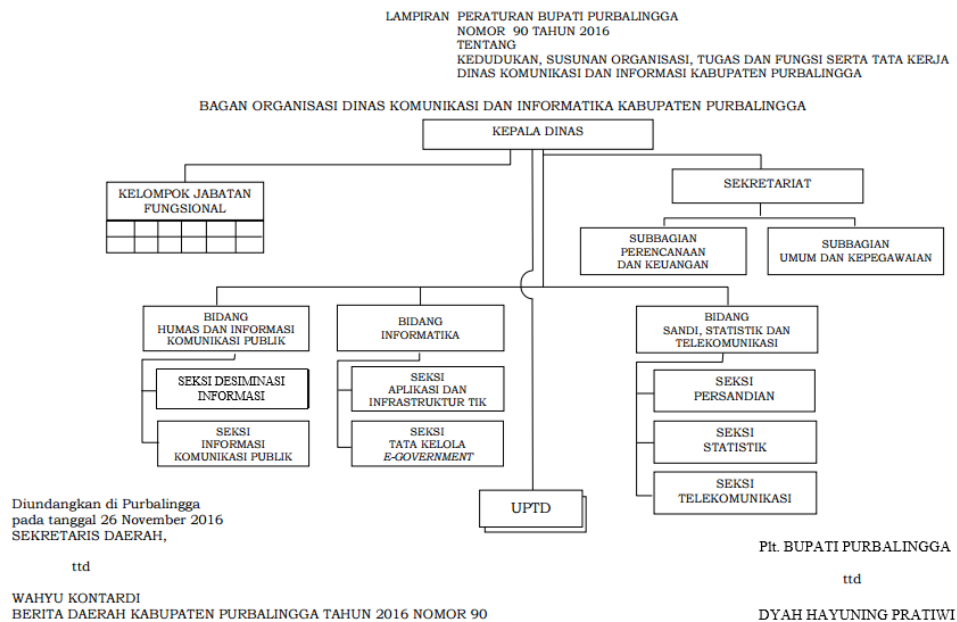 LAMPIRAN PERATURAN BUPATI PURBALINGGA
NOMOR 90 TAHUN 2016
TENTANG
KEDUDUKAN, SUSUNAN ORGANISASI, TUGAS DAN FUNGSI SERTA TATA KERJA
DINAS KOMUNIKASI DAN INFORMASI KABUPATEN PURBALINGGA
BAGAN ORGANISASI DINAS KOMUNIKASI DAN INFORMATIKA KABUPATEN PURBALINGGA
KEPALA DINAS
KELOMPOK JABATAN
FUNGSIONAL
SEKRETARIAT
SUBBAGIAN
PERENCANAAN
DAN KEUANGAN
SUBBAGIAN
UMUM DAN KEPEGAWAIAN
BIDANG
HUMAS DAN INFORMASI
KOMUNIKASI PUBLIK
SEKSI DESIMINASI
INFORMASI
SEKSI
INFORMASI
KOMUNIKASI PUBLIK
BIDANG
INFORMATIKA
SEKSI
APLIKASI DAN
INFRASTRUKTUR TIK
SEKSI
TATA KELOLA
E-GOVERNMENT
BIDANG
SANDI, STATISTIK DAN
TELEKOMUNIKASI
SEKSI
PERSANDIAN
SEKSI
STATISTIK
SEKSI
TELEKOMUNIKASI
UPTD
Diundangkan di Purbalingga
pada tanggal 26 November 2016
SEKRETARIS DAERAH,
ttd
WAHYU KONTARDI
BERITA DAERAH KABUPATEN PURBALINGGA TAHUN 2016 NOMOR 90
Plt. BUPATI PURBALINGGA
ttd
DYAH HAYUNING PRATIWI